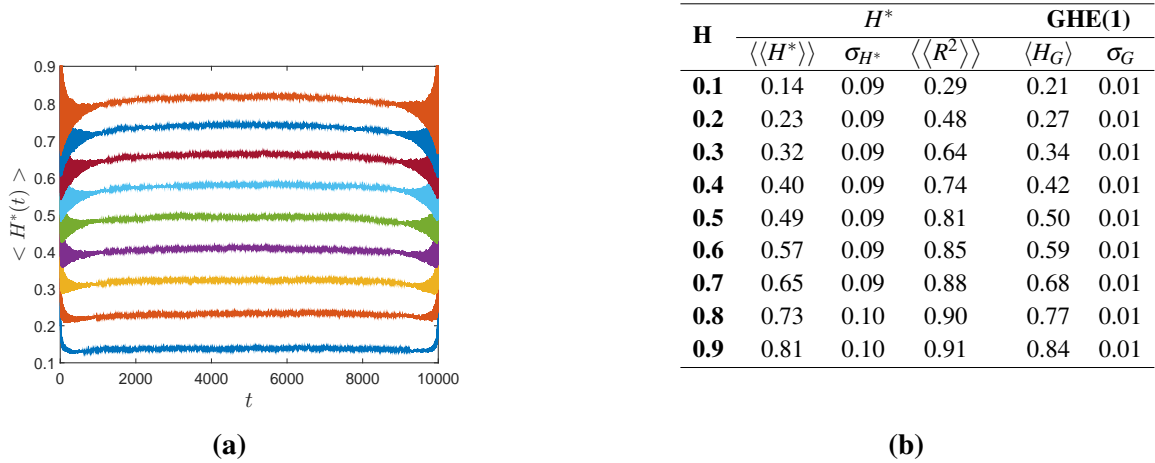 0.9
0.8
0.7
0.6
0.5
0.4
0.3
0.2
0.1
< H*(t) >
0 2000 4000 6000 8000 10000
t
(a)
H H* GHE(1)
⟨⟨H*⟩⟩ σ_{H*} ⟨⟨R²⟩⟩ ⟨H_G⟩ σ_G
0.1 0.14 0.09 0.29 0.21 0.01
0.2 0.23 0.09 0.48 0.27 0.01
0.3 0.32 0.09 0.64 0.34 0.01
0.4 0.40 0.09 0.74 0.42 0.01
0.5 0.49 0.09 0.81 0.50 0.01
0.6 0.57 0.09 0.85 0.59 0.01
0.7 0.65 0.09 0.88 0.68 0.01
0.8 0.73 0.10 0.90 0.77 0.01
0.9 0.81 0.10 0.91 0.84 0.01
(b)